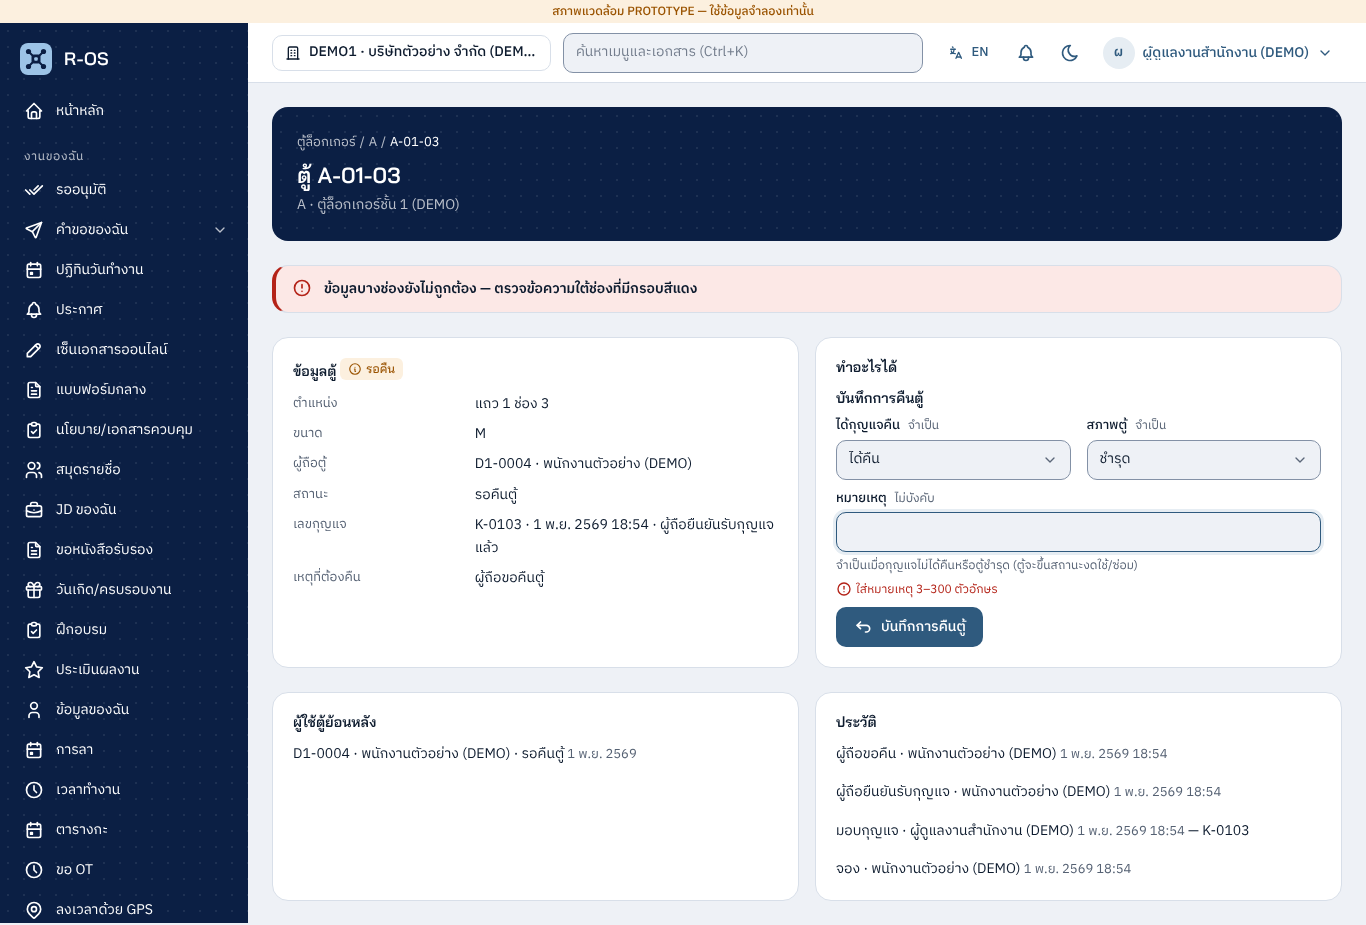 สภาพแวดล้อม PROTOTYPE — ใช้ข้อมูลจำลองเท่านั้น
R-OS
DEMO1 · บริษัทตัวอย่าง จำกัด (DEM...
ค้นหาเมนูและเอกสาร (Ctrl+K)
EN
ผ
ผู้ดูแลงานสำนักงาน (DEMO)
หน้าหลัก
งานของฉัน
รออนุมัติ
คำขอของฉัน
ปฏิทินวันทำงาน
ประกาศ
เซ็นเอกสารออนไลน์
แบบฟอร์มกลาง
นโยบาย/เอกสารควบคุม
สมุดรายชื่อ
JD ของฉัน
ขอหนังสือรับรอง
วันเกิด/ครบรอบงาน
ฝึกอบรม
ประเมินผลงาน
ข้อมูลของฉัน
การลา
เวลาทำงาน
ตารางกะ
ขอ OT
ลงเวลาด้วย GPS
ตู้ล็อกเกอร์ / A / A-01-03
ตู้ A-01-03
A · ตู้ล็อกเกอร์ชั้น 1 (DEMO)
ข้อมูลบางช่องยังไม่ถูกต้อง — ตรวจข้อความใต้ช่องที่มีกรอบสีแดง
ข้อมูลตู้ รอคืน
ตำแหน่ง แถว 1 ช่อง 3
ขนาด M
ผู้ถือตู้ D1-0004 · พนักงานตัวอย่าง (DEMO)
สถานะ รอคืนตู้
เลขกุญแจ K-0103 · 1 พ.ย. 2569 18:54 · ผู้ถือยืนยันรับกุญแจ
แล้ว
เหตุที่ต้องคืน ผู้ถือขอคืนตู้
ทำอะไรได้
บันทึกการคืนตู้
ได้กุญแจคืน จำเป็น สภาพตู้ จำเป็น
ได้คืน ชำรุด
หมายเหตุ ไม่บังคับ
จำเป็นเมื่อกุญแจไม่ได้คืนหรือตู้ชำรุด (ตู้จะขึ้นสถานะงดใช้/ซ่อม)
ใส่หมายเหตุ 3–300 ตัวอักษร
บันทึกการคืนตู้
ผู้ใช้ตู้ย้อนหลัง
D1-0004 · พนักงานตัวอย่าง (DEMO) · รอคืนตู้ 1 พ.ย. 2569
ประวัติ
ผู้ถือขอคืน · พนักงานตัวอย่าง (DEMO) 1 พ.ย. 2569 18:54
ผู้ถือยืนยันรับกุญแจ · พนักงานตัวอย่าง (DEMO) 1 พ.ย. 2569 18:54
มอบกุญแจ · ผู้ดูแลงานสำนักงาน (DEMO) 1 พ.ย. 2569 18:54 — K-0103
จอง · พนักงานตัวอย่าง (DEMO) 1 พ.ย. 2569 18:54